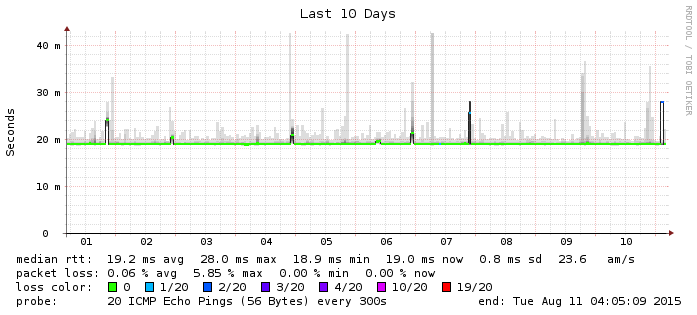 Last 10 Days
RRDTOOL / TOBI OETIKER
Seconds
40 m
30 m
20 m
10 m
0
01 02 03 04 05 06 07 08 09 10
median rtt: 19.2 ms avg 28.0 ms max 18.9 ms min 19.0 ms now 0.8 ms sd 23.6 am/s
packet loss: 0.06 % avg 5.85 % max 0.00 % min 0.00 % now
loss color: 0 1/20 2/20 3/20 4/20 10/20 19/20
probe: 20 ICMP Echo Pings (56 Bytes) every 300s end: Tue Aug 11 04:05:09 2015